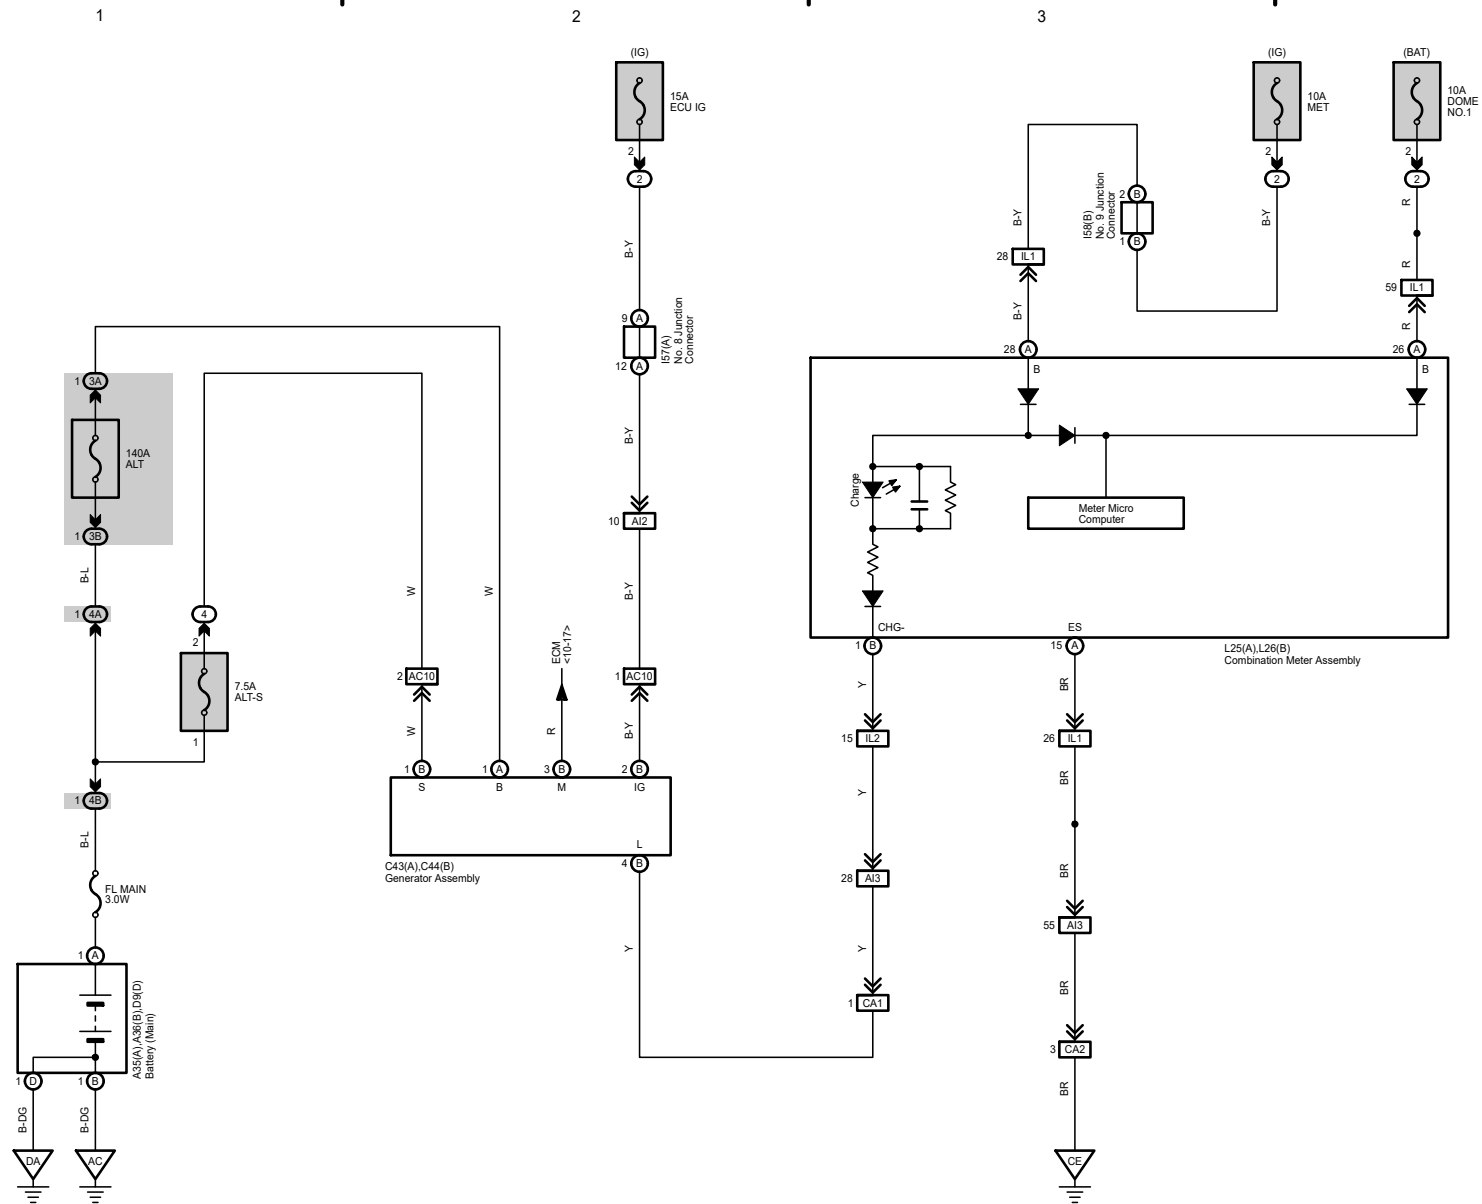 1
2
3
(IG)
15A
ECU IG
2
2
B-Y
9 A
I57(A)
No. 8 Junction
Connector
12 A
B-Y
10 AI2
B-Y
1 AC10
B-Y
2 B
IG
(IG)
10A
MET
2
2
B-Y
(BAT)
10A
DOME
NO.1
2
2
R
R
59 IL1
R
26 A
B
2 B
I58(B)
No. 9 Junction
Connector
1 B
B-Y
28 IL1
B-Y
28 A
B
1 3A
140A
ALT
1 3B
B-L
1 4A
4
2
7.5A
ALT-S
1
1 4B
B-L
FL MAIN
3.0W
1 A
A35(A),A36(B),D9(D)
Battery (Main)
1 D
1 B
B-DG
B-DG
DA
AC
W
W
2 AC10
W
1 B
S
1 A
B
ECM
<10-17>
R
3 B
M
L
4 B
C43(A),C44(B)
Generator Assembly
Y
Charge
Meter Micro
Computer
CHG-
1 B
ES
15 A
L25(A),L26(B)
Combination Meter Assembly
Y
15 IL2
Y
28 AI3
Y
1 CA1
BR
26 IL1
BR
BR
55 AI3
BR
3 CA2
BR
CE